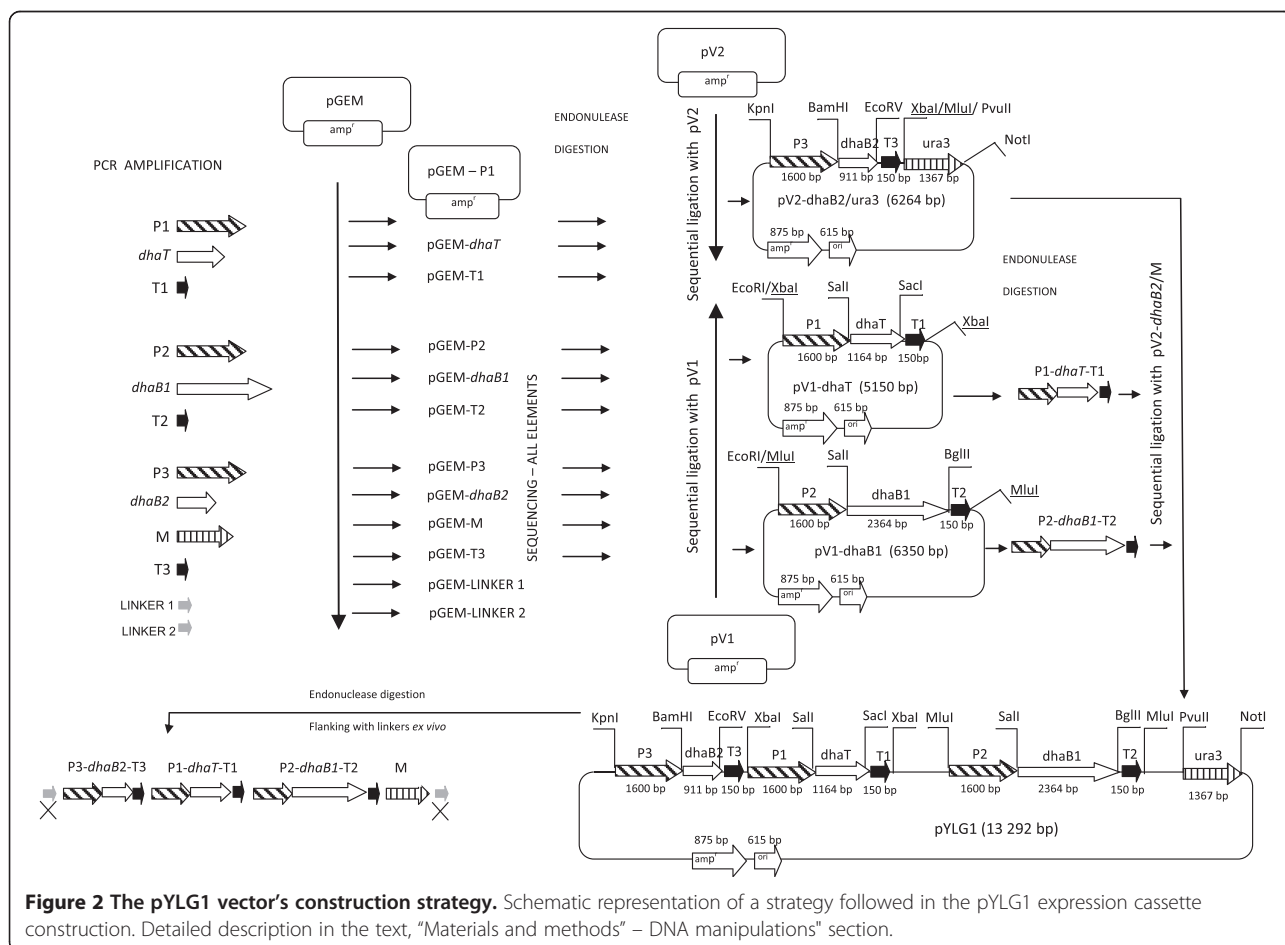 PCR AMPLIFICATION
P1
dhaT
T1
P2
dhaB1
T2
P3
dhaB2
M
T3
LINKER 1
LINKER 2
pGEM
ampʳ
pGEM – P1
ampʳ
pGEM-dhaT
pGEM-T1
pGEM-P2
pGEM-dhaB1
pGEM-T2
pGEM-P3
pGEM-dhaB2
pGEM-M
pGEM-T3
pGEM-LINKER 1
pGEM-LINKER 2
SEQUENCING – ALL ELEMENTS
ENDONULEASE
DIGESTION
pV2
ampʳ
Sequential ligation with pV2
Sequential ligation with pV1
KpnI
BamHI
EcoRV
XbaI/MluI/ PvuII
NotI
P3
dhaB2
T3
ura3
1600 bp
911 bp
150 bp
1367 bp
pV2-dhaB2/ura3 (6264 bp)
875 bp
615 bp
ampʳ
ori
EcoRI/XbaI
SalI
SacI
XbaI
P1
dhaT
T1
1600 bp
1164 bp
150bp
pV1-dhaT (5150 bp)
875 bp
615 bp
ampʳ
ori
EcoRI/MluI
SalI
BglII
MluI
P2
dhaB1
T2
1600 bp
2364 bp
150 bp
pV1-dhaB1 (6350 bp)
875 bp
615 bp
ampʳ
ori
pV1
ampʳ
ENDONULEASE
DIGESTION
P1-dhaT-T1
P2-dhaB1-T2
Sequential ligation with pV2-dhaB2/M
Endonuclease digestion
Flanking with linkers ex vivo
P3-dhaB2-T3
P1-dhaT-T1
P2-dhaB1-T2
M
KpnI
BamHI
EcoRV
XbaI
SalI
SacI
XbaI
MluI
SalI
BglII
MluI
PvuII
NotI
P3
dhaB2
T3
P1
dhaT
T1
P2
dhaB1
T2
ura3
1600 bp
911 bp
150 bp
1600 bp
1164 bp
150 bp
1600 bp
2364 bp
150 bp
1367 bp
pYLG1 (13 292 bp)
875 bp
615 bp
ampʳ
ori
Figure 2 The pYLG1 vector's construction strategy. Schematic representation of a strategy followed in the pYLG1 expression cassette
construction. Detailed description in the text, "Materials and methods" – DNA manipulations" section.